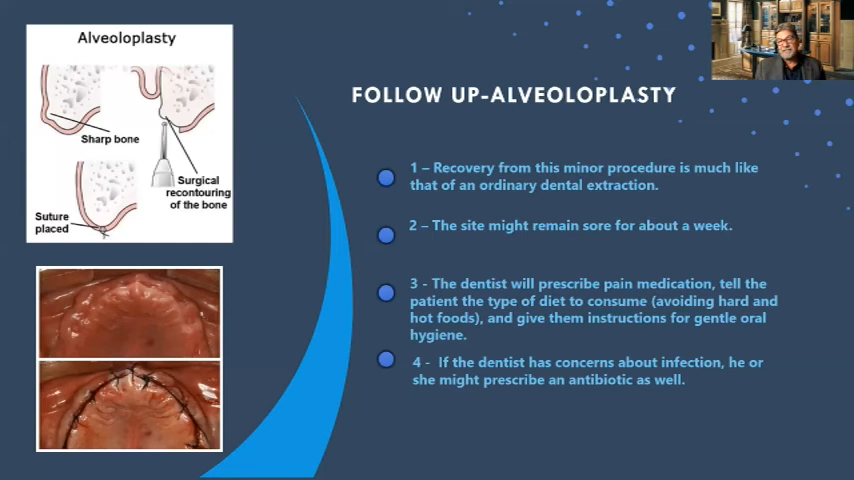 Alveoloplasty
Sharp bone
Surgical
recontouring
of the bone
Suture
placed
FOLLOW UP-ALVEOLOPLASTY
1 – Recovery from this minor procedure is much like
that of an ordinary dental extraction.
2 – The site might remain sore for about a week.
3 - The dentist will prescribe pain medication, tell the
patient the type of diet to consume (avoiding hard and
hot foods), and give them instructions for gentle oral
hygiene.
4 - If the dentist has concerns about infection, he or
she might prescribe an antibiotic as well.